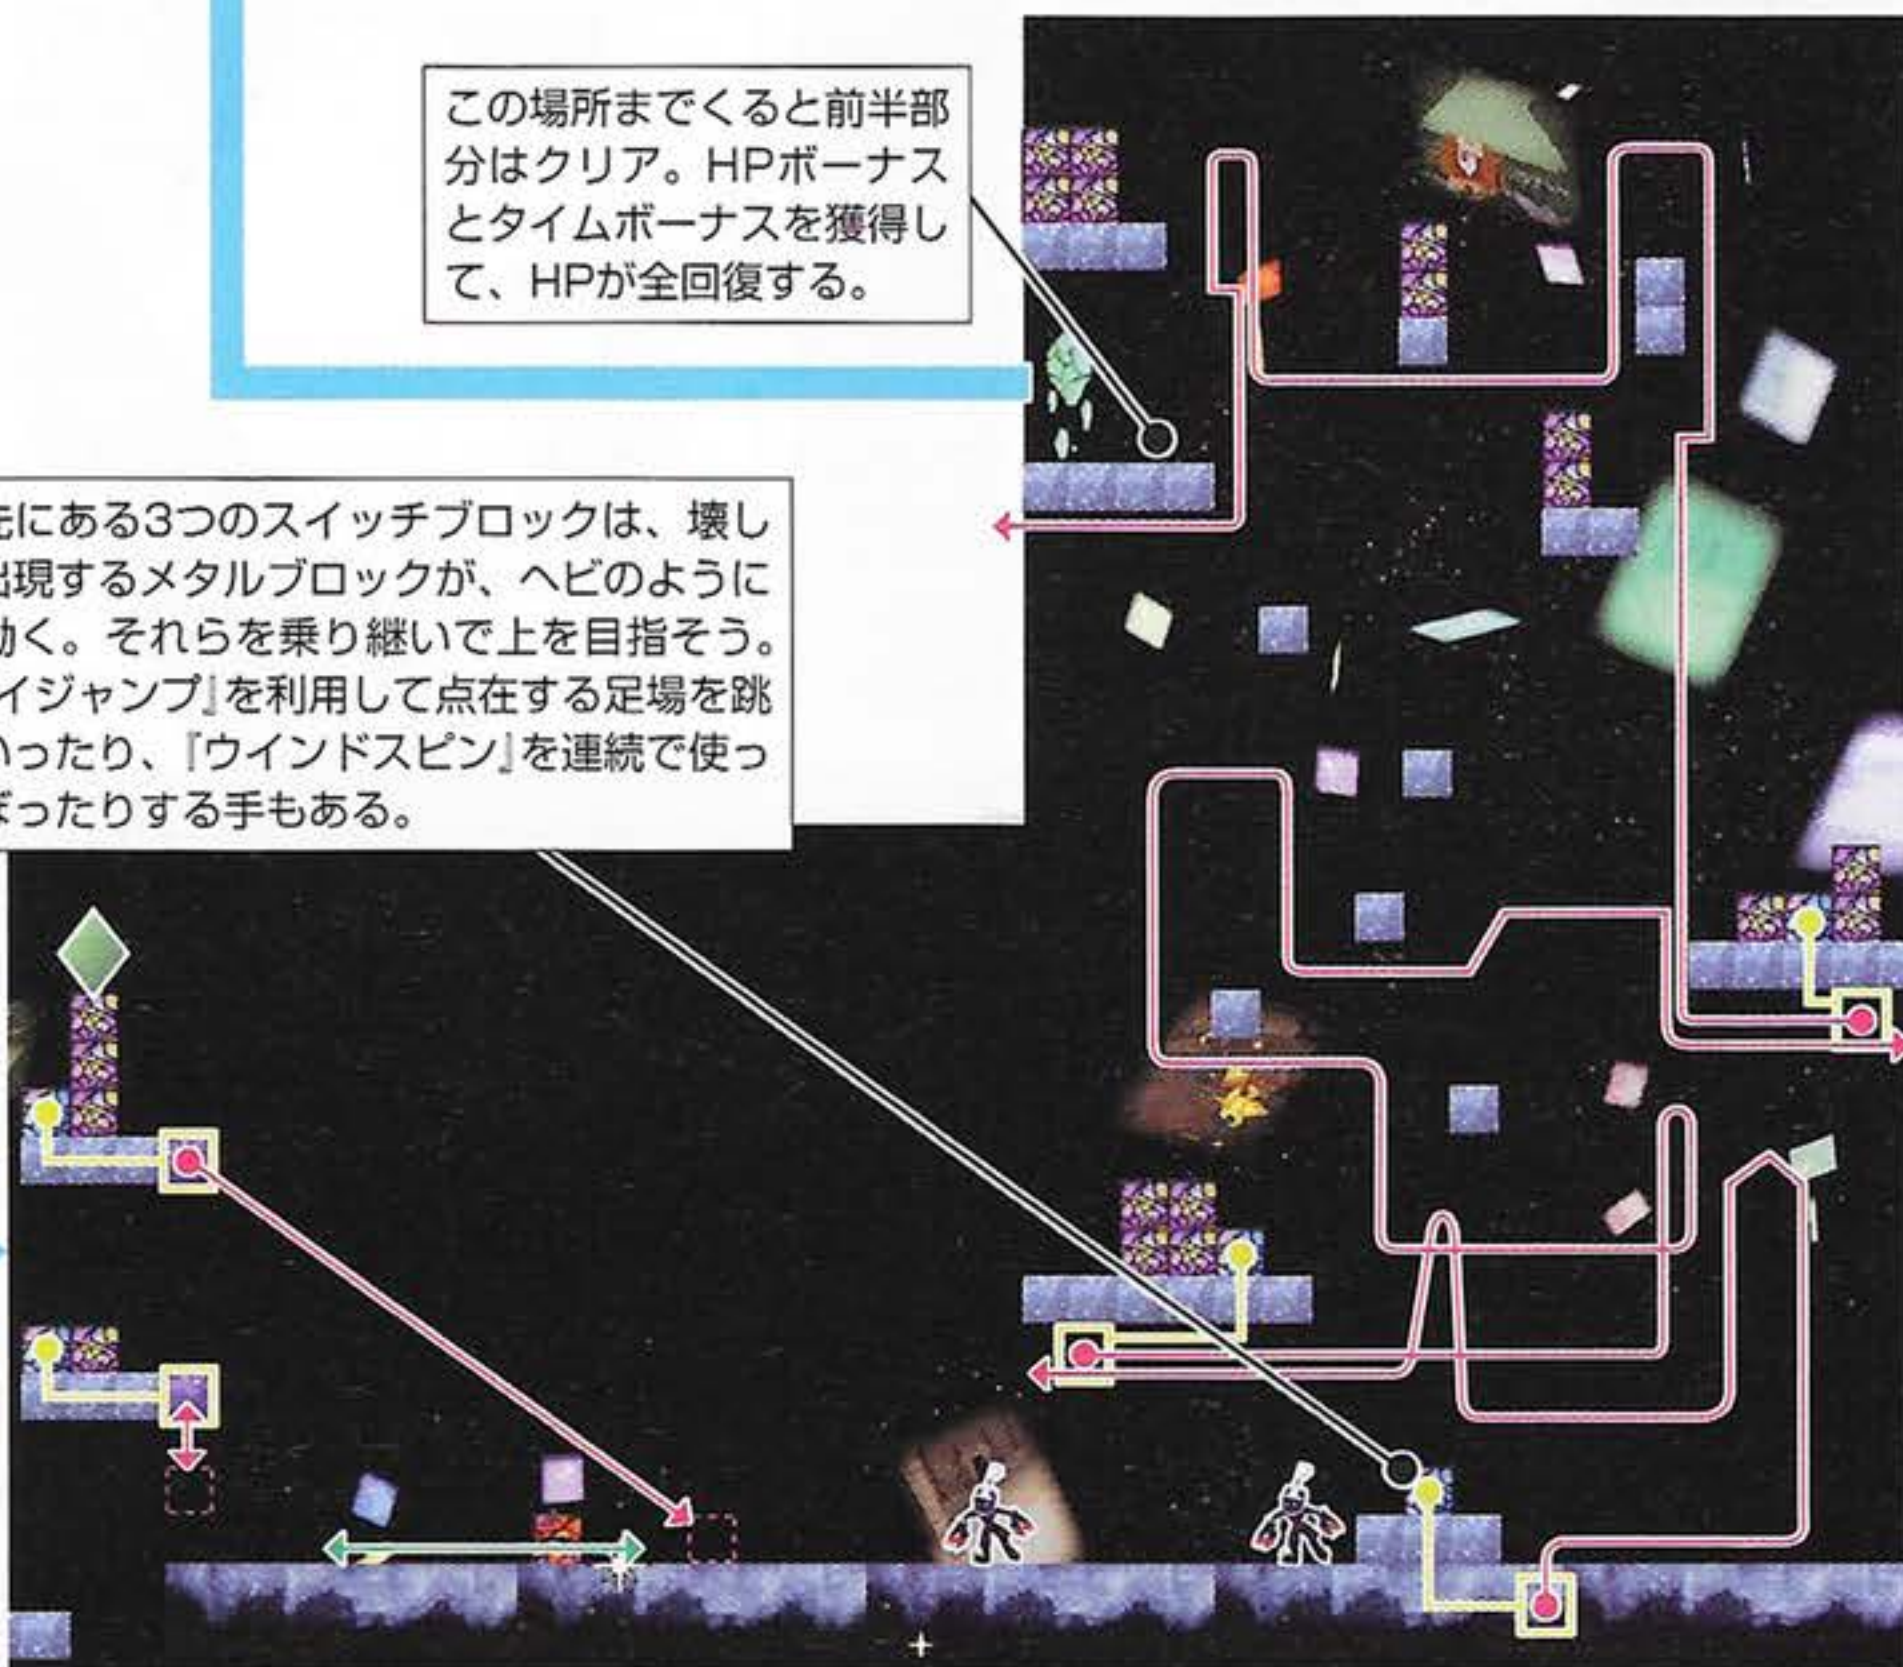 この場所までくると前半部
分はクリア。HPボーナス
とタイムボーナスを獲得し
て、HPが全回復する。
先にある3つのスイッチブロックは、壊し
出現するメタルブロックが、ヘビのように
動く。それらを乗り継いで上を目指そう。
イジャンプ』を利用して点在する足場を跳
いったり、『ウインドスピン』を連続で使っ
ぼったりする手もある。